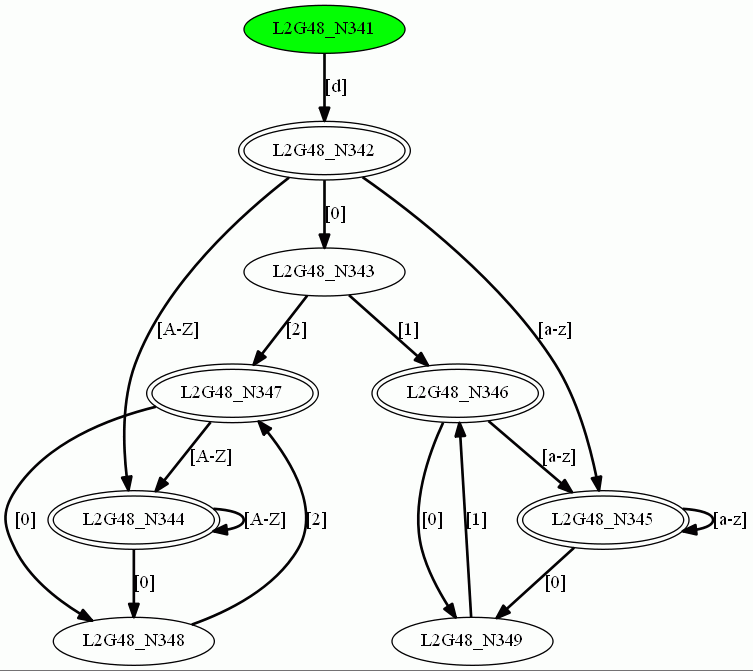 L2G48_N341
[d]
L2G48_N342
[0]
L2G48_N343
[A-Z]
[2]
[1]
[a-z]
L2G48_N347
L2G48_N346
[A-Z]
[a-z]
[0]
L2G48_N344
[A-Z]
[2]
[0]
[1]
L2G48_N345
[a-z]
[0]
[0]
L2G48_N348
L2G48_N349